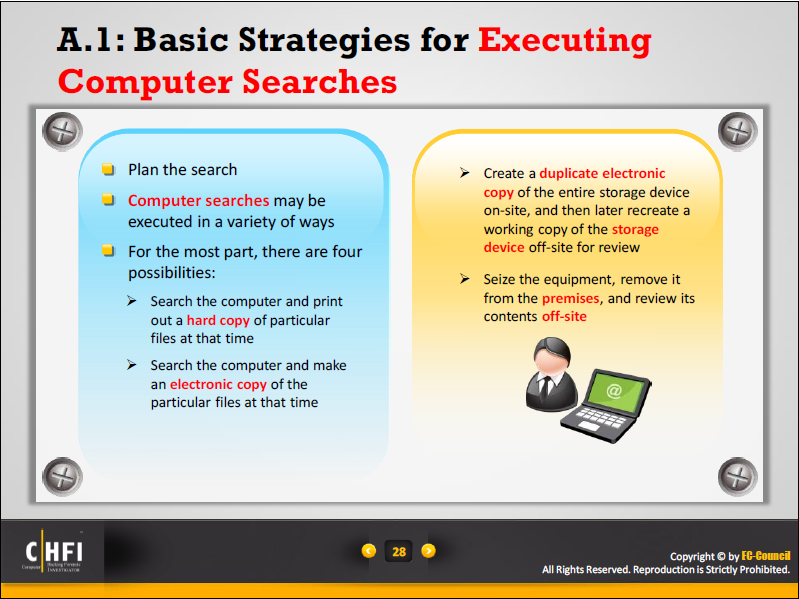 A.1: Basic Strategies for Executing
Computer Searches
Plan the search
Computer searches may be
executed in a variety of ways
For the most part, there are four
possibilities:
Search the computer and print
out a hard copy of particular
files at that time
Search the computer and make
an electronic copy of the
particular files at that time
Create a duplicate electronic
copy of the entire storage device
on-site, and then later recreate a
working copy of the storage
device off-site for review
Seize the equipment, remove it
from the premises, and review its
contents off-site
@
CHFI
Computer Hacking Forensic
INVESTIGATOR
28
Copyright © by EC-Council
All Rights Reserved. Reproduction is Strictly Prohibited.